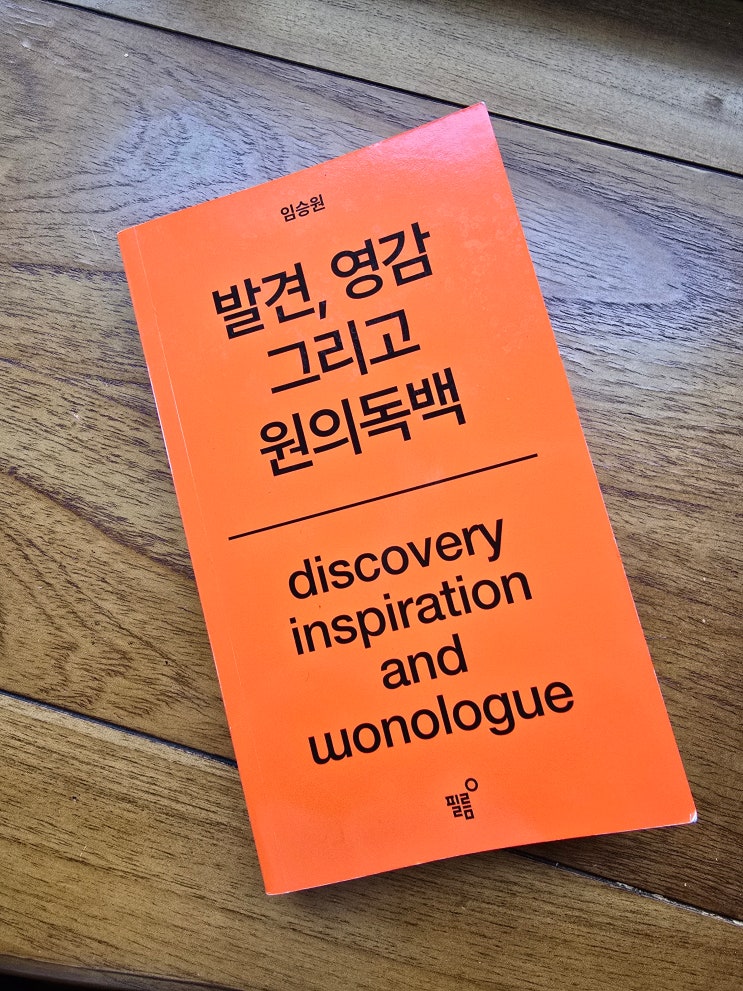 임승원
발견, 영감
그리고
원의독백
discovery
inspiration
and
wonologue
필름